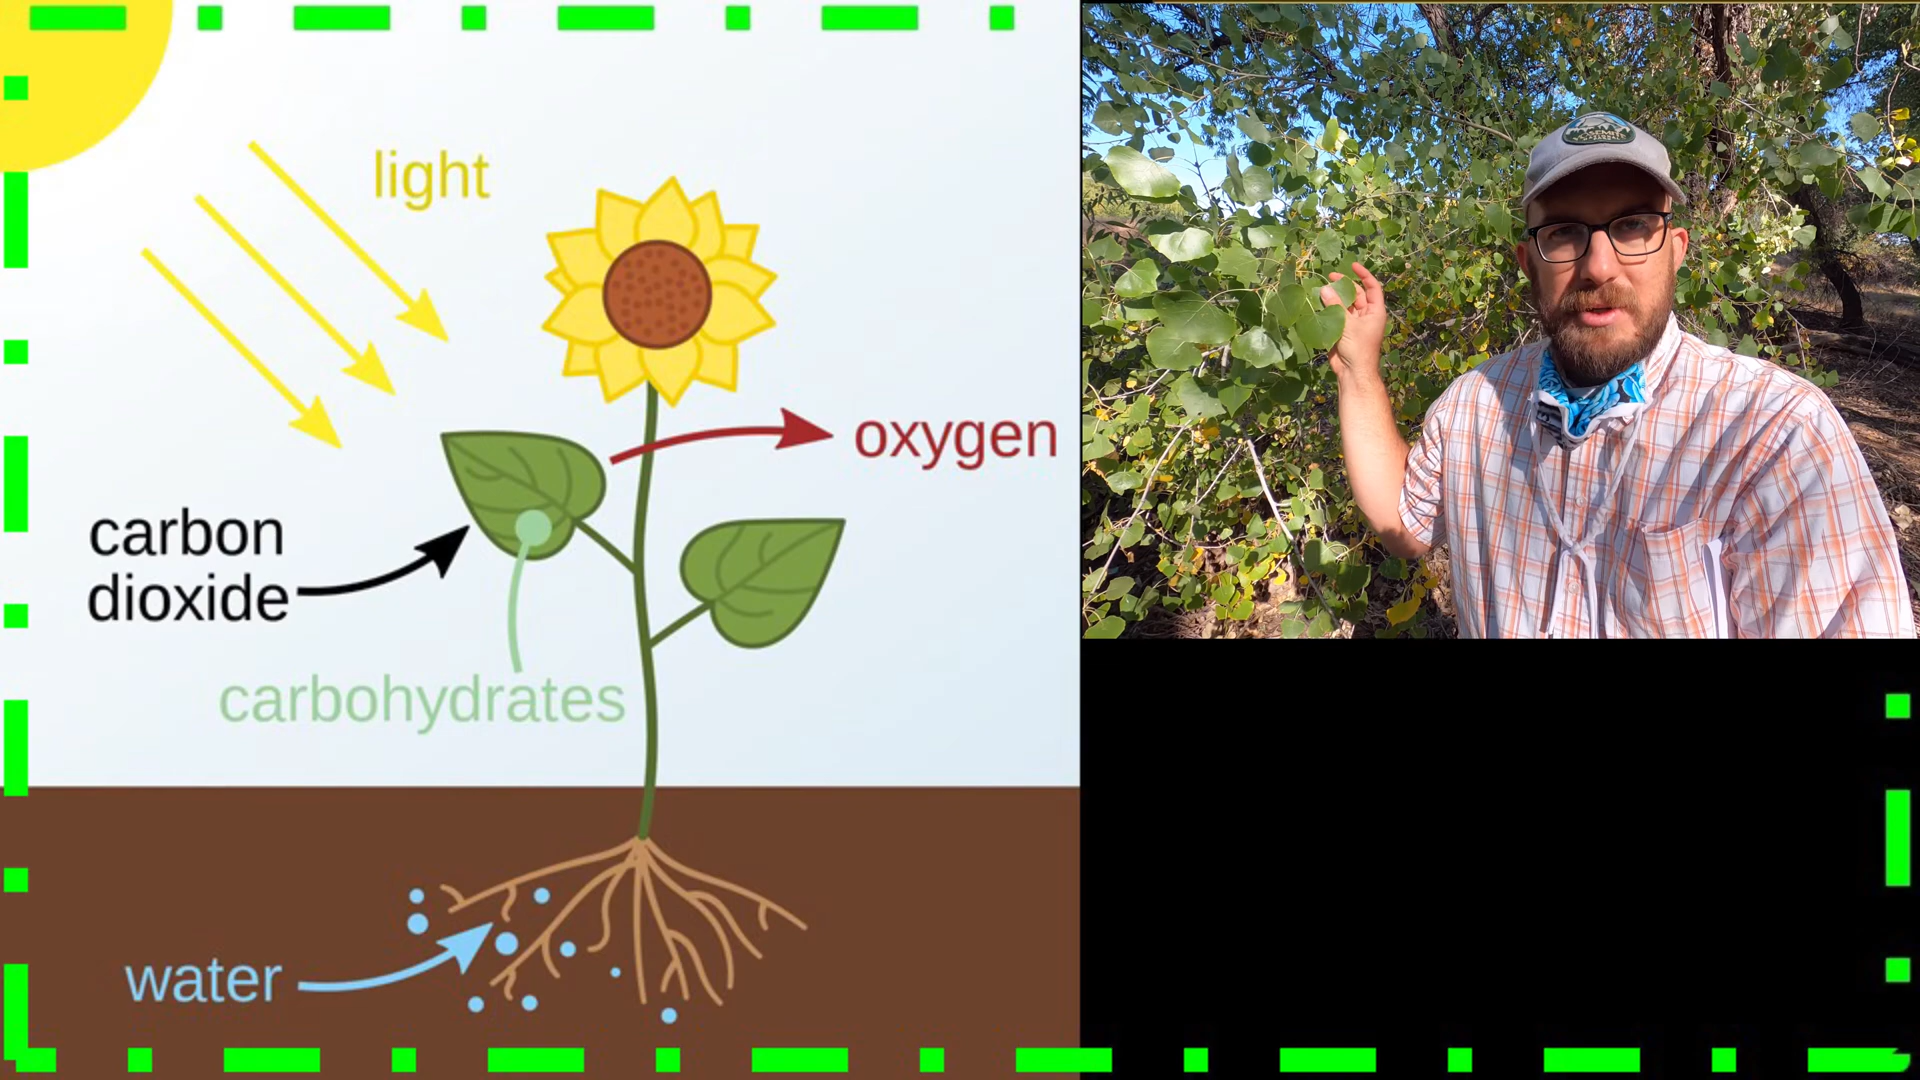 light
oxygen
carbon
dioxide
carbohydrates
water